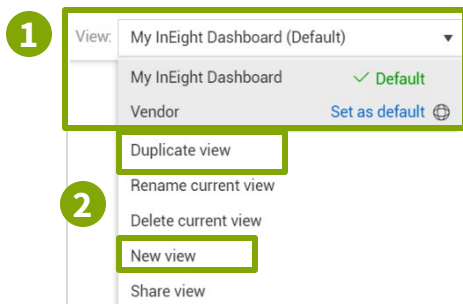 1
View: My InEight Dashboard (Default)
My InEight Dashboard Default
Vendor Set as default
Duplicate view
Rename current view
2
Delete current view
New view
Share view